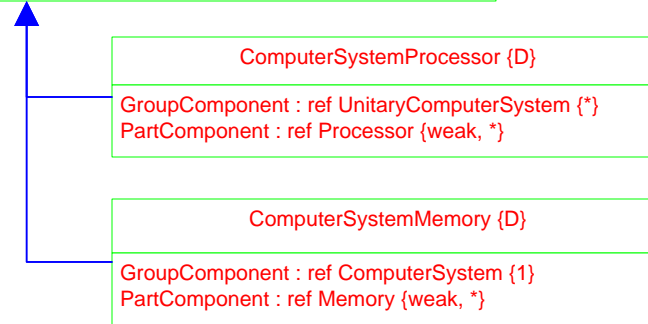 ComputerSystemProcessor {D}
GroupComponent : ref UnitaryComputerSystem {*}
PartComponent : ref Processor {weak, *}
ComputerSystemMemory {D}
GroupComponent : ref ComputerSystem {1}
PartComponent : ref Memory {weak, *}